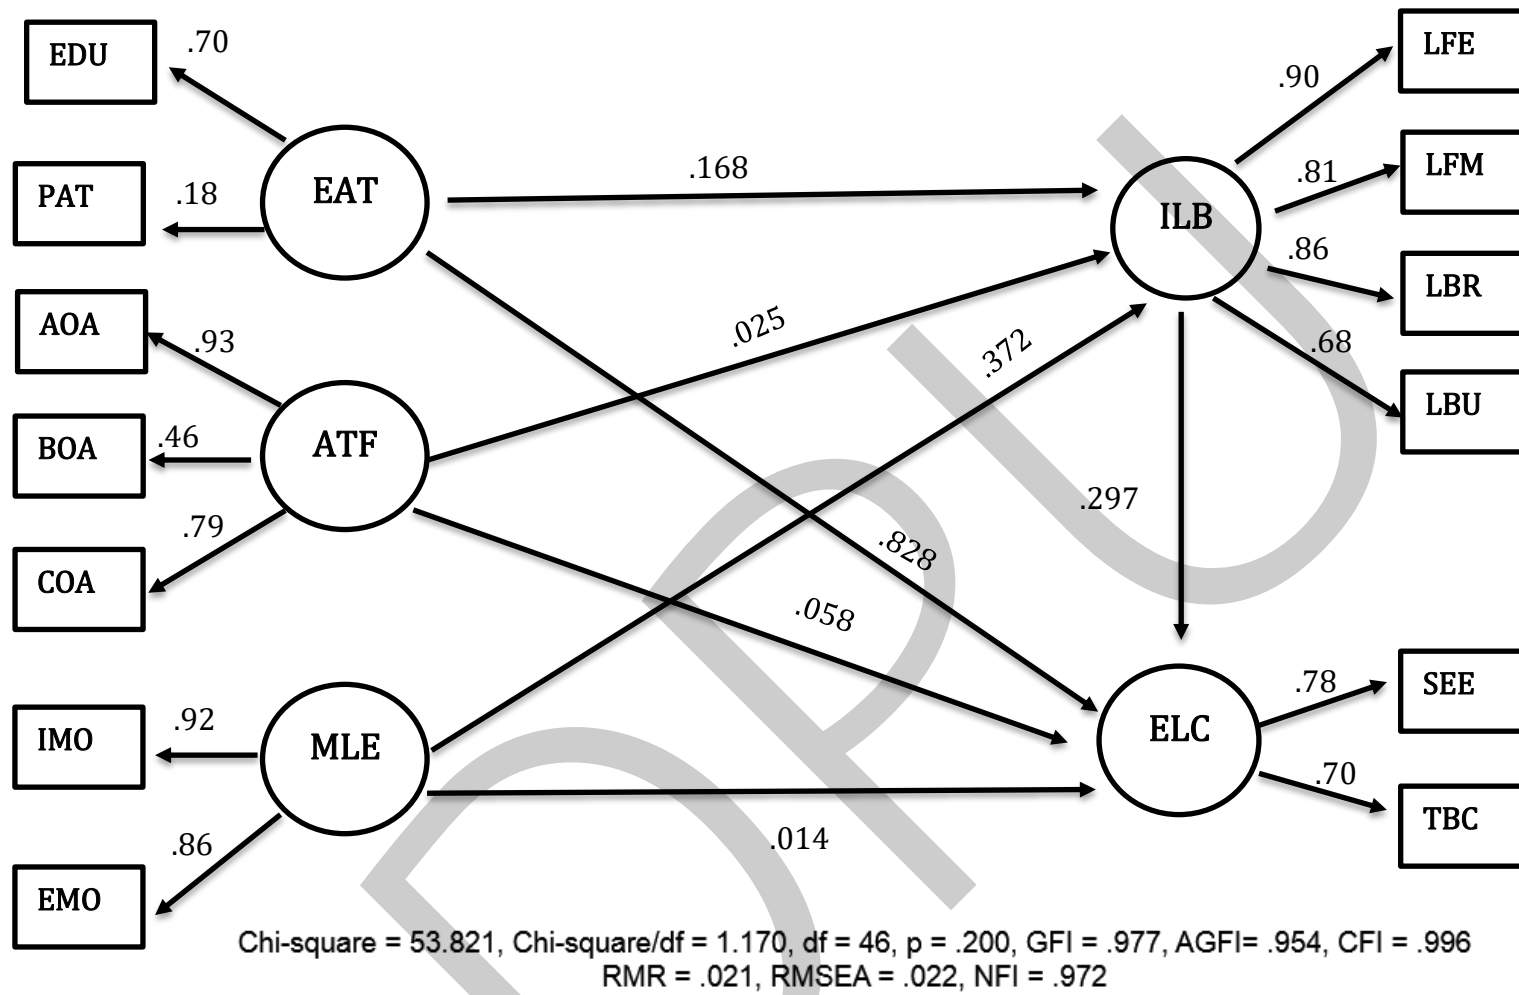 EDU
.70
PAT
.18
AOA
.93
BOA
.46
COA
.79
IMO
.92
EMO
.86
EAT
ATF
MLE
.168
.025
.372
.828
.058
.014
.297
ILB
ELC
.90
LFE
.81
LFM
.86
LBR
.68
LBU
.78
SEE
.70
TBC
DPU
Chi-square = 53.821, Chi-square/df = 1.170, df = 46, p = .200, GFI = .977, AGFI= .954, CFI = .996
RMR = .021, RMSEA = .022, NFI = .972